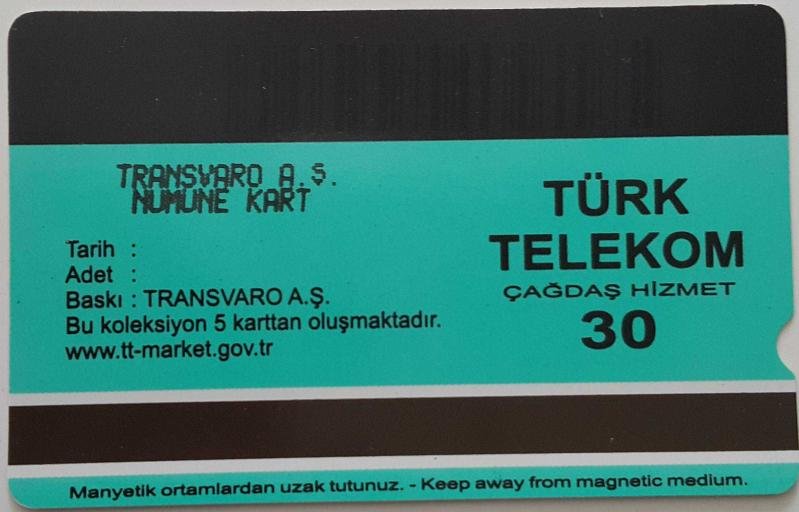 TRANSVARO A.Ş.
NUMUNE KART
Tarih :
Adet :
Baskı : TRANSVARO A.Ş.
Bu koleksiyon 5 karttan oluşmaktadır.
www.tt-market.gov.tr
TÜRK
TELEKOM
ÇAĞDAŞ HİZMET
30
Manyetik ortamlardan uzak tutunuz. - Keep away from magnetic medium.